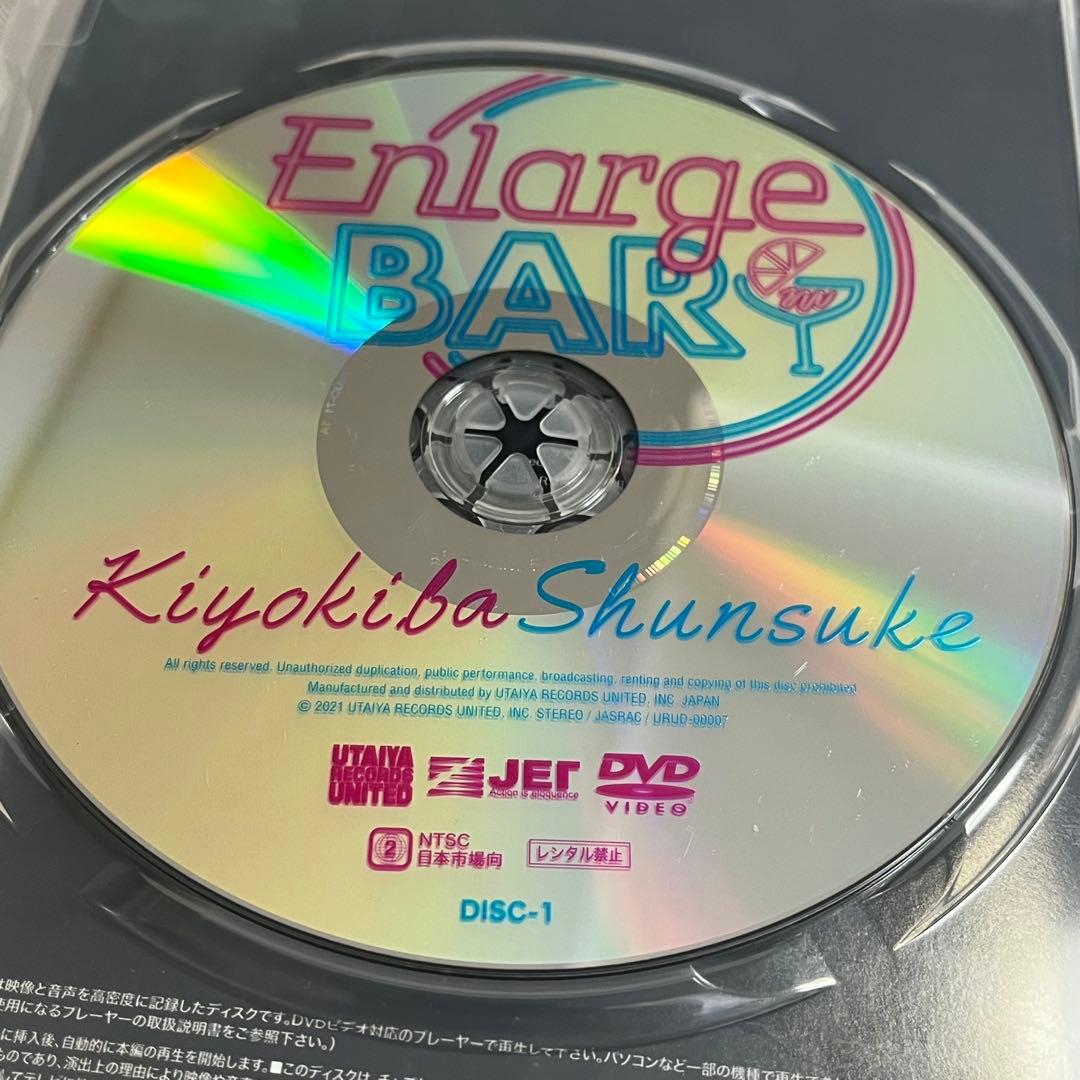 Enlarge
BAR
Kiyokiba Shunsuke
All rights reserved. Unauthorized duplication, public performance, broadcasting, renting and copying of this disc prohibited
Manufactured and distributed by UTAIYA RECORDS UNITED, INC. JAPAN
© 2021 UTAIYA RECORDS UNITED, INC. STEREO / JASRAC / URUD-00007
UTAIYA
RECORDS
UNITED
JET
Action is eloquence
DVD
VIDEO
2
NTSC
日本市場向
レンタル禁止
DISC-1
は映像と音声を高密度に記録したディスクです。DVDビデオ対応のプレーヤーで再生して下さい。パソコンなど一部の機種で再生でき
使用になるフレーヤーの取扱説明書をご参照下さい。)
に挿入後、自動的に本編の再生を開始します。■このディスクは、
ものであり、演出上の理由により映像や音声